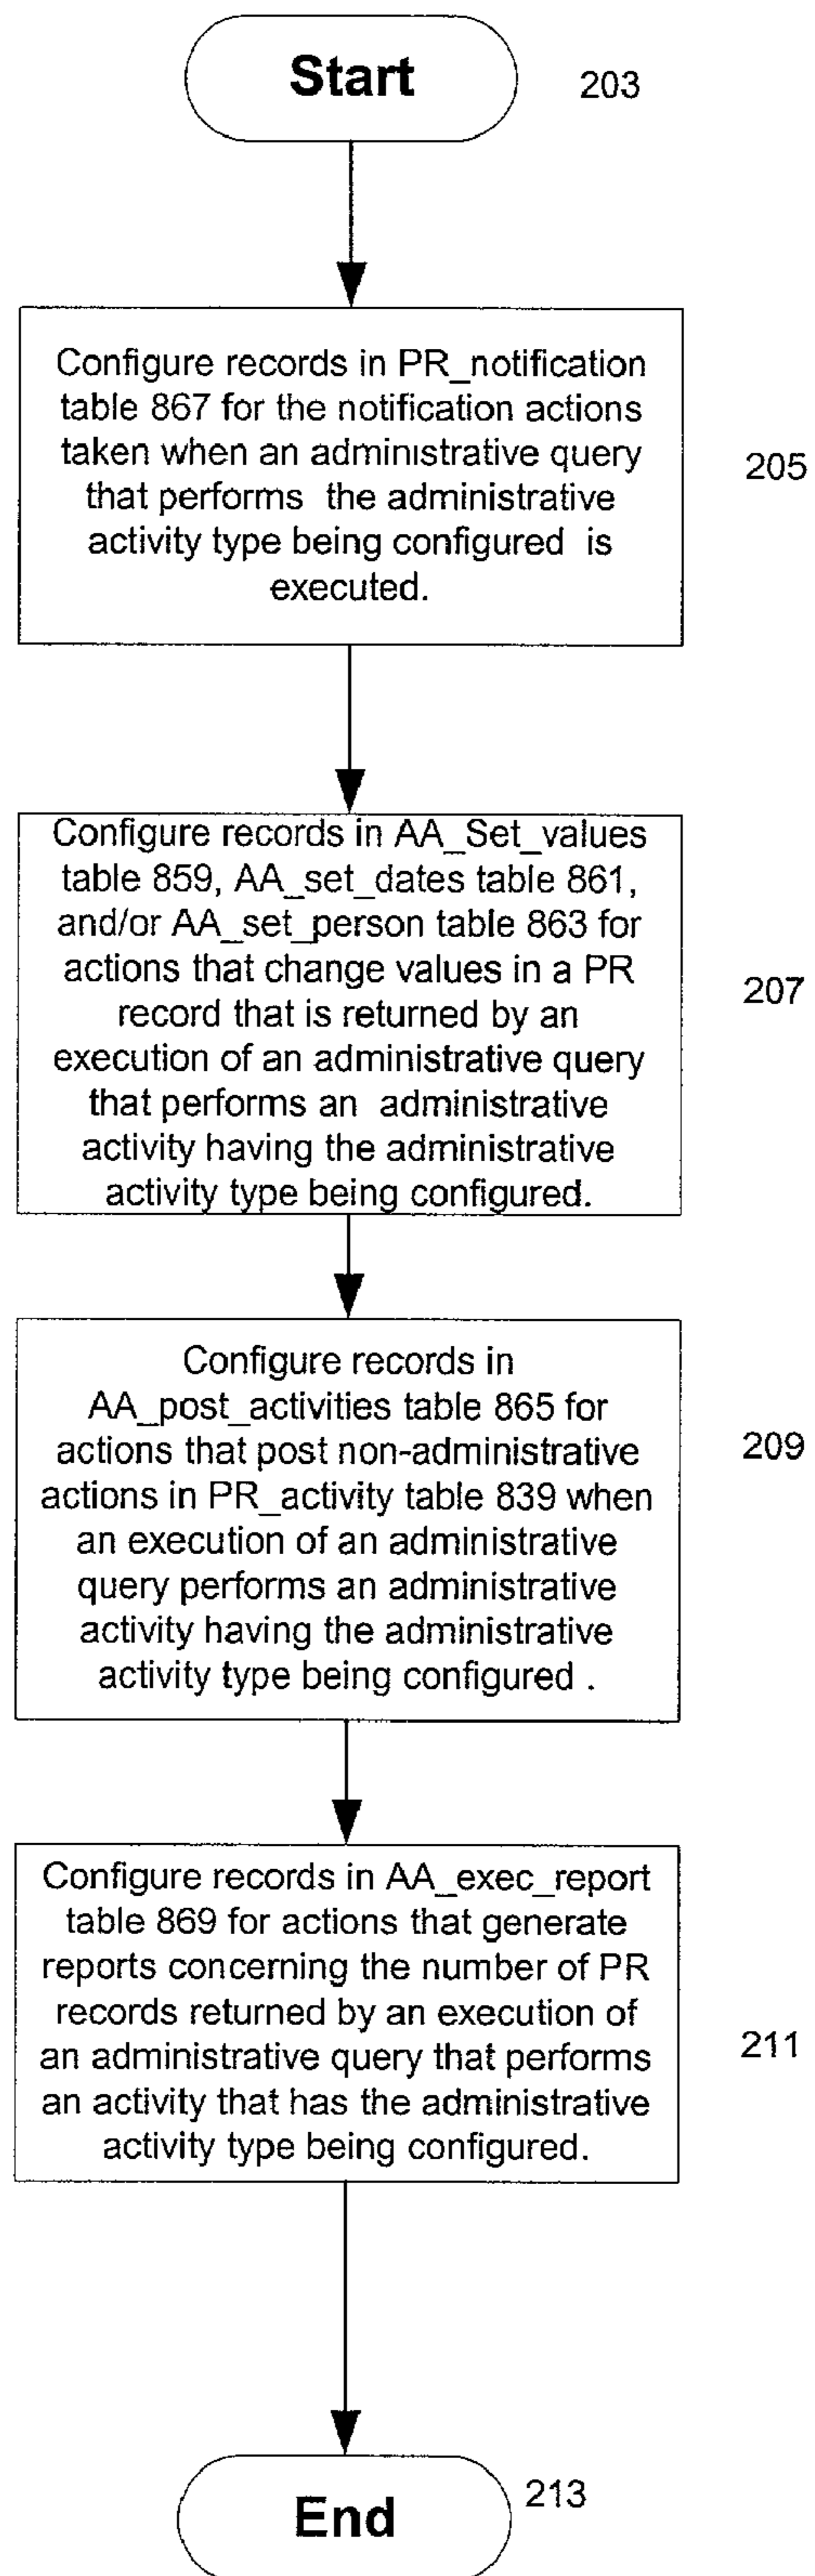 Start
203
Configure records in PR_notification
table 867 for the notification actions
taken when an administrative query
that performs the administrative
activity type being configured is
executed.
205
Configure records in AA_Set_values
table 859, AA_set_dates table 861,
and/or AA_set_person table 863 for
actions that change values in a PR
record that is returned by an
execution of an administrative query
that performs an administrative
activity having the administrative
activity type being configured.
207
Configure records in
AA_post_activities table 865 for
actions that post non-administrative
actions in PR_activity table 839 when
an execution of an administrative
query performs an administrative
activity having the administrative
activity type being configured .
209
Configure records in AA_exec_report
table 869 for actions that generate
reports concerning the number of PR
records returned by an execution of
an administrative query that performs
an activity that has the administrative
activity type being configured.
211
End
213